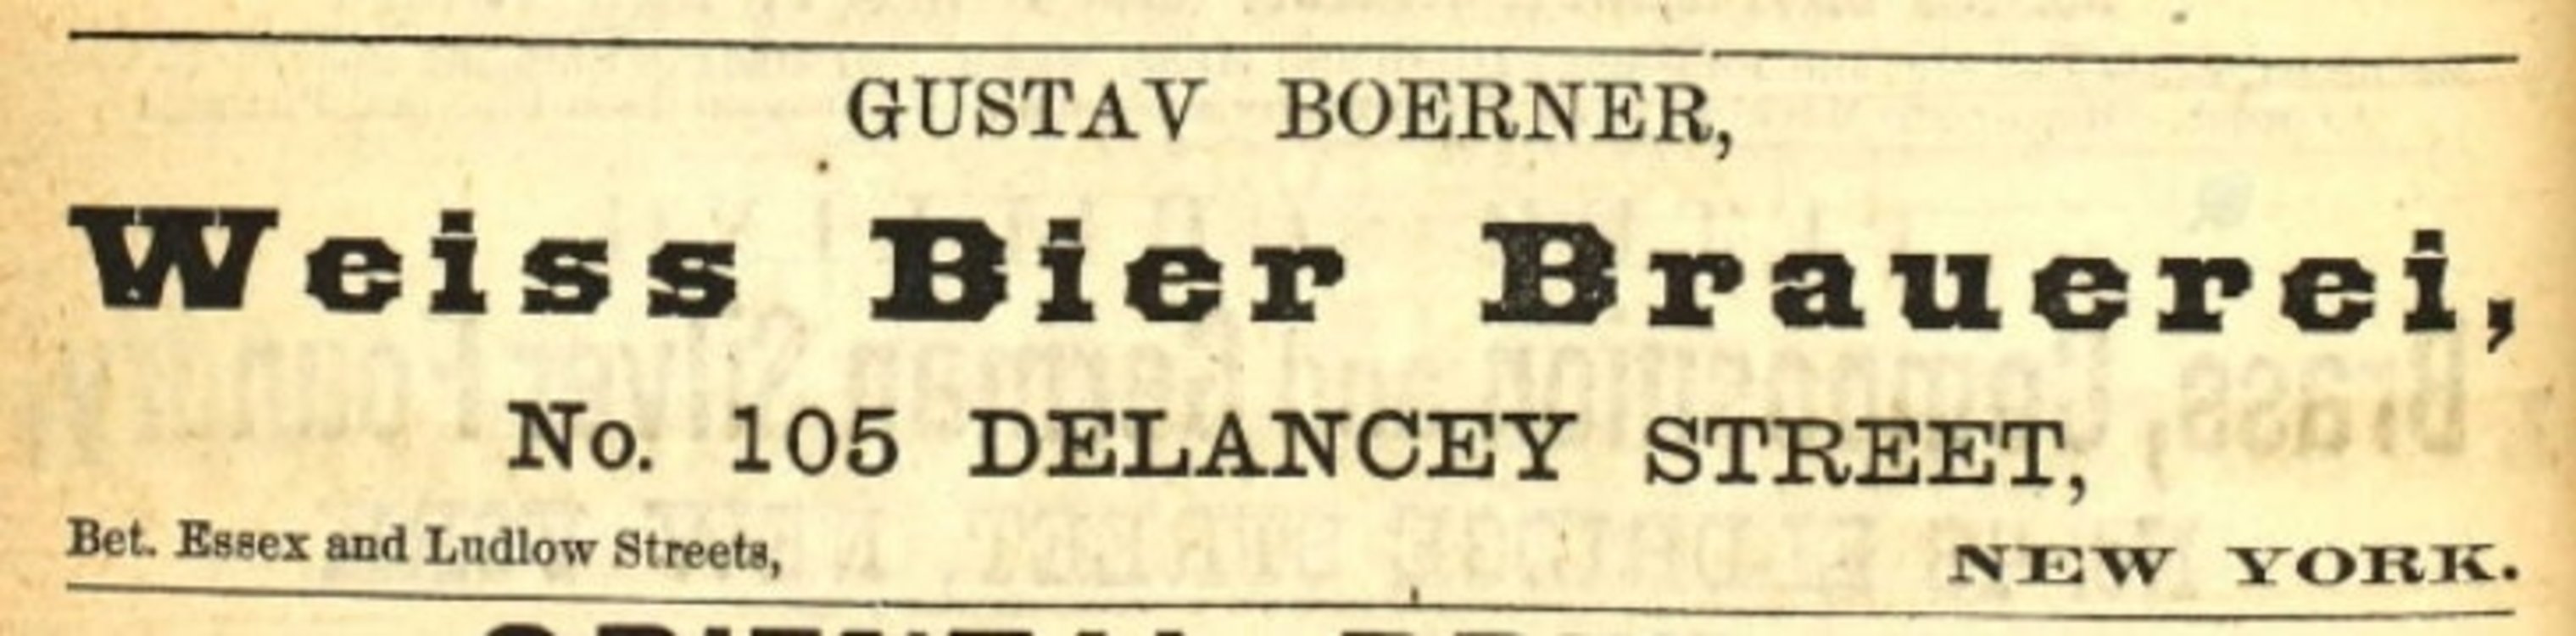 GUSTAV BOERNER,
Weiss Bier Brauerei,
No. 105 DELANCEY STREET,
Bet. Essex and Ludlow Streets, NEW YORK.